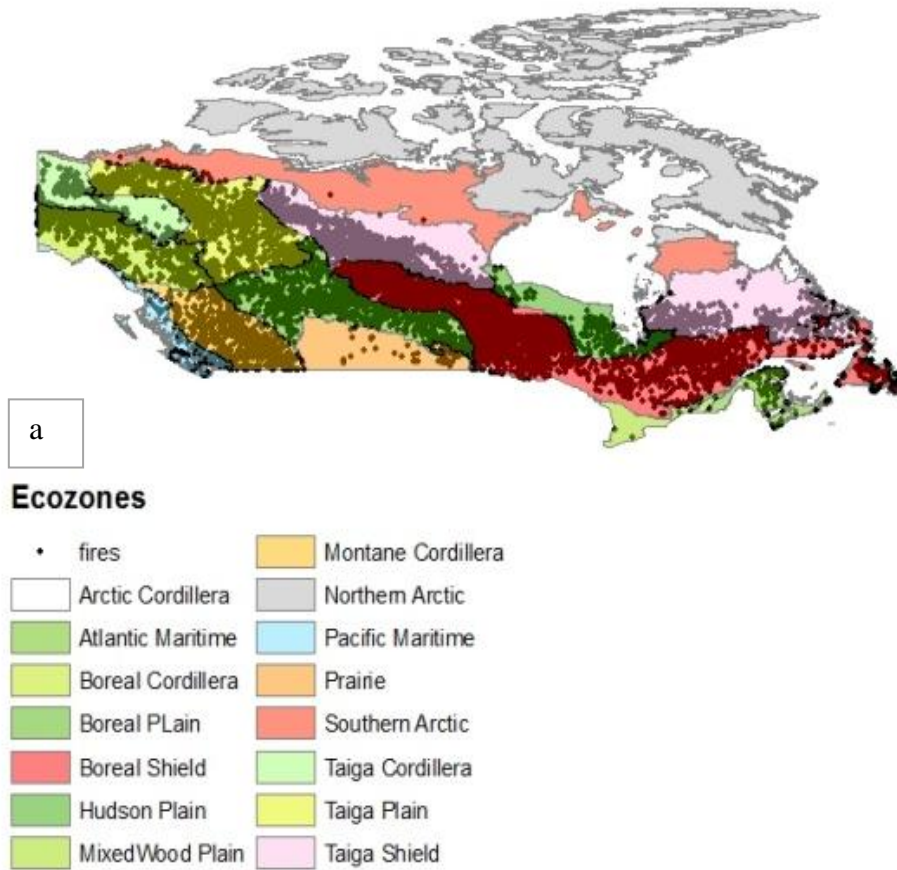 a
Ecozones
fires
Montane Cordillera
Arctic Cordillera
Northern Arctic
Atlantic Maritime
Pacific Maritime
Boreal Cordillera
Prairie
Boreal PLain
Southern Arctic
Boreal Shield
Taiga Cordillera
Hudson Plain
Taiga Plain
MixedWood Plain
Taiga Shield